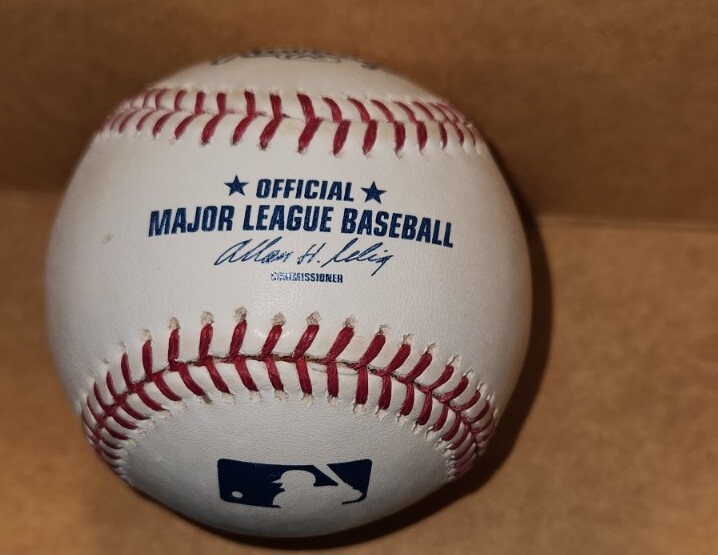 ★ OFFICIAL ★
MAJOR LEAGUE BASEBALL
Allan H. Selig
COMMISSIONER